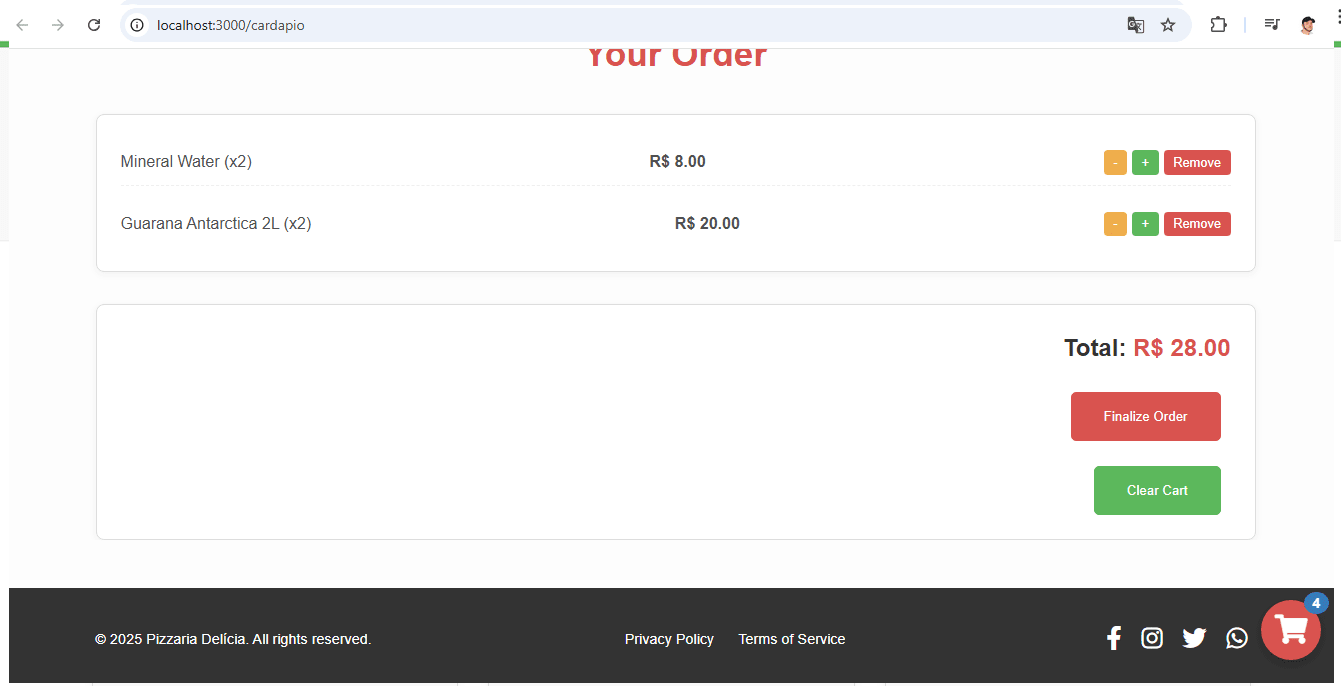 localhost:3000/cardapio
Your Order
Mineral Water (x2) R$ 8.00 - + Remove
Guarana Antarctica 2L (x2) R$ 20.00 - + Remove
Total: R$ 28.00
Finalize Order
Clear Cart
4
© 2025 Pizzaria Delícia. All rights reserved. Privacy Policy Terms of Service